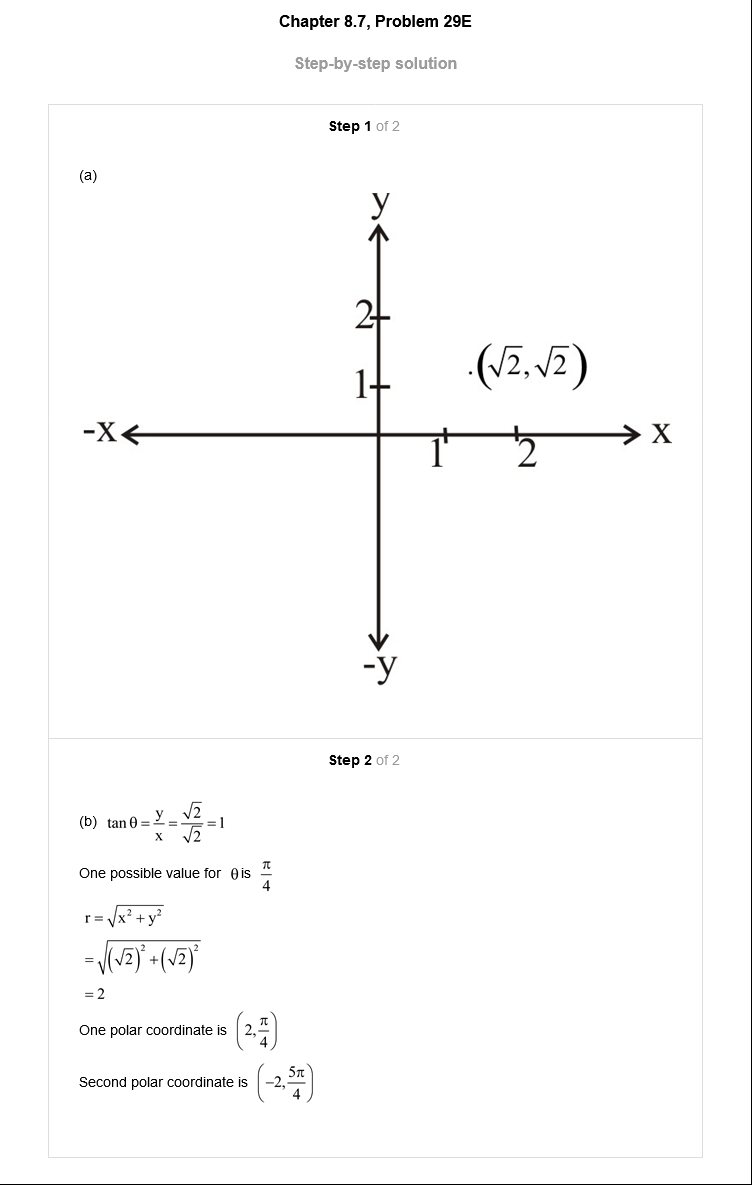 Chapter 8.7, Problem 29E
Step-by-step solution
Step 1 of 2
(a)
y
2
.(√2,√2)
1
-x
x
1
2
-y
Step 2 of 2
(b) tan θ = y/x = √2/√2 = 1
One possible value for θ is π/4
r = √(x² + y²)
= √((√2)² + (√2)²)
= 2
One polar coordinate is (2, π/4)
Second polar coordinate is (−2, 5π/4)